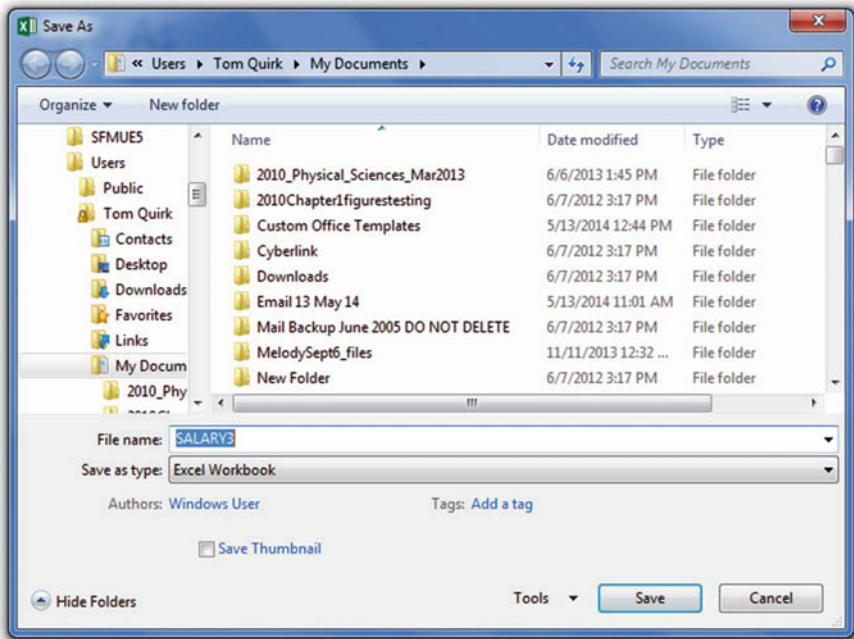 Save As
« Users ▸ Tom Quirk ▸ My Documents ▸
Search My Documents
Organize ▾ New folder
SFMUE5
Users
Public
Tom Quirk
Contacts
Desktop
Downloads
Favorites
Links
My Docum
2010_Phy
Name Date modified Type
2010_Physical_Sciences_Mar2013 6/6/2013 1:45 PM File folder
2010Chapter1figurestesting 6/7/2012 3:17 PM File folder
Custom Office Templates 5/13/2014 12:44 PM File folder
Cyberlink 6/7/2012 3:17 PM File folder
Downloads 6/7/2012 3:17 PM File folder
Email 13 May 14 5/13/2014 11:01 AM File folder
Mail Backup June 2005 DO NOT DELETE 6/7/2012 3:17 PM File folder
MelodySept6_files 11/11/2013 12:32 ... File folder
New Folder 6/7/2012 3:17 PM File folder
File name: SALARY3
Save as type: Excel Workbook
Authors: Windows User Tags: Add a tag
Save Thumbnail
Hide Folders Tools ▾ Save Cancel